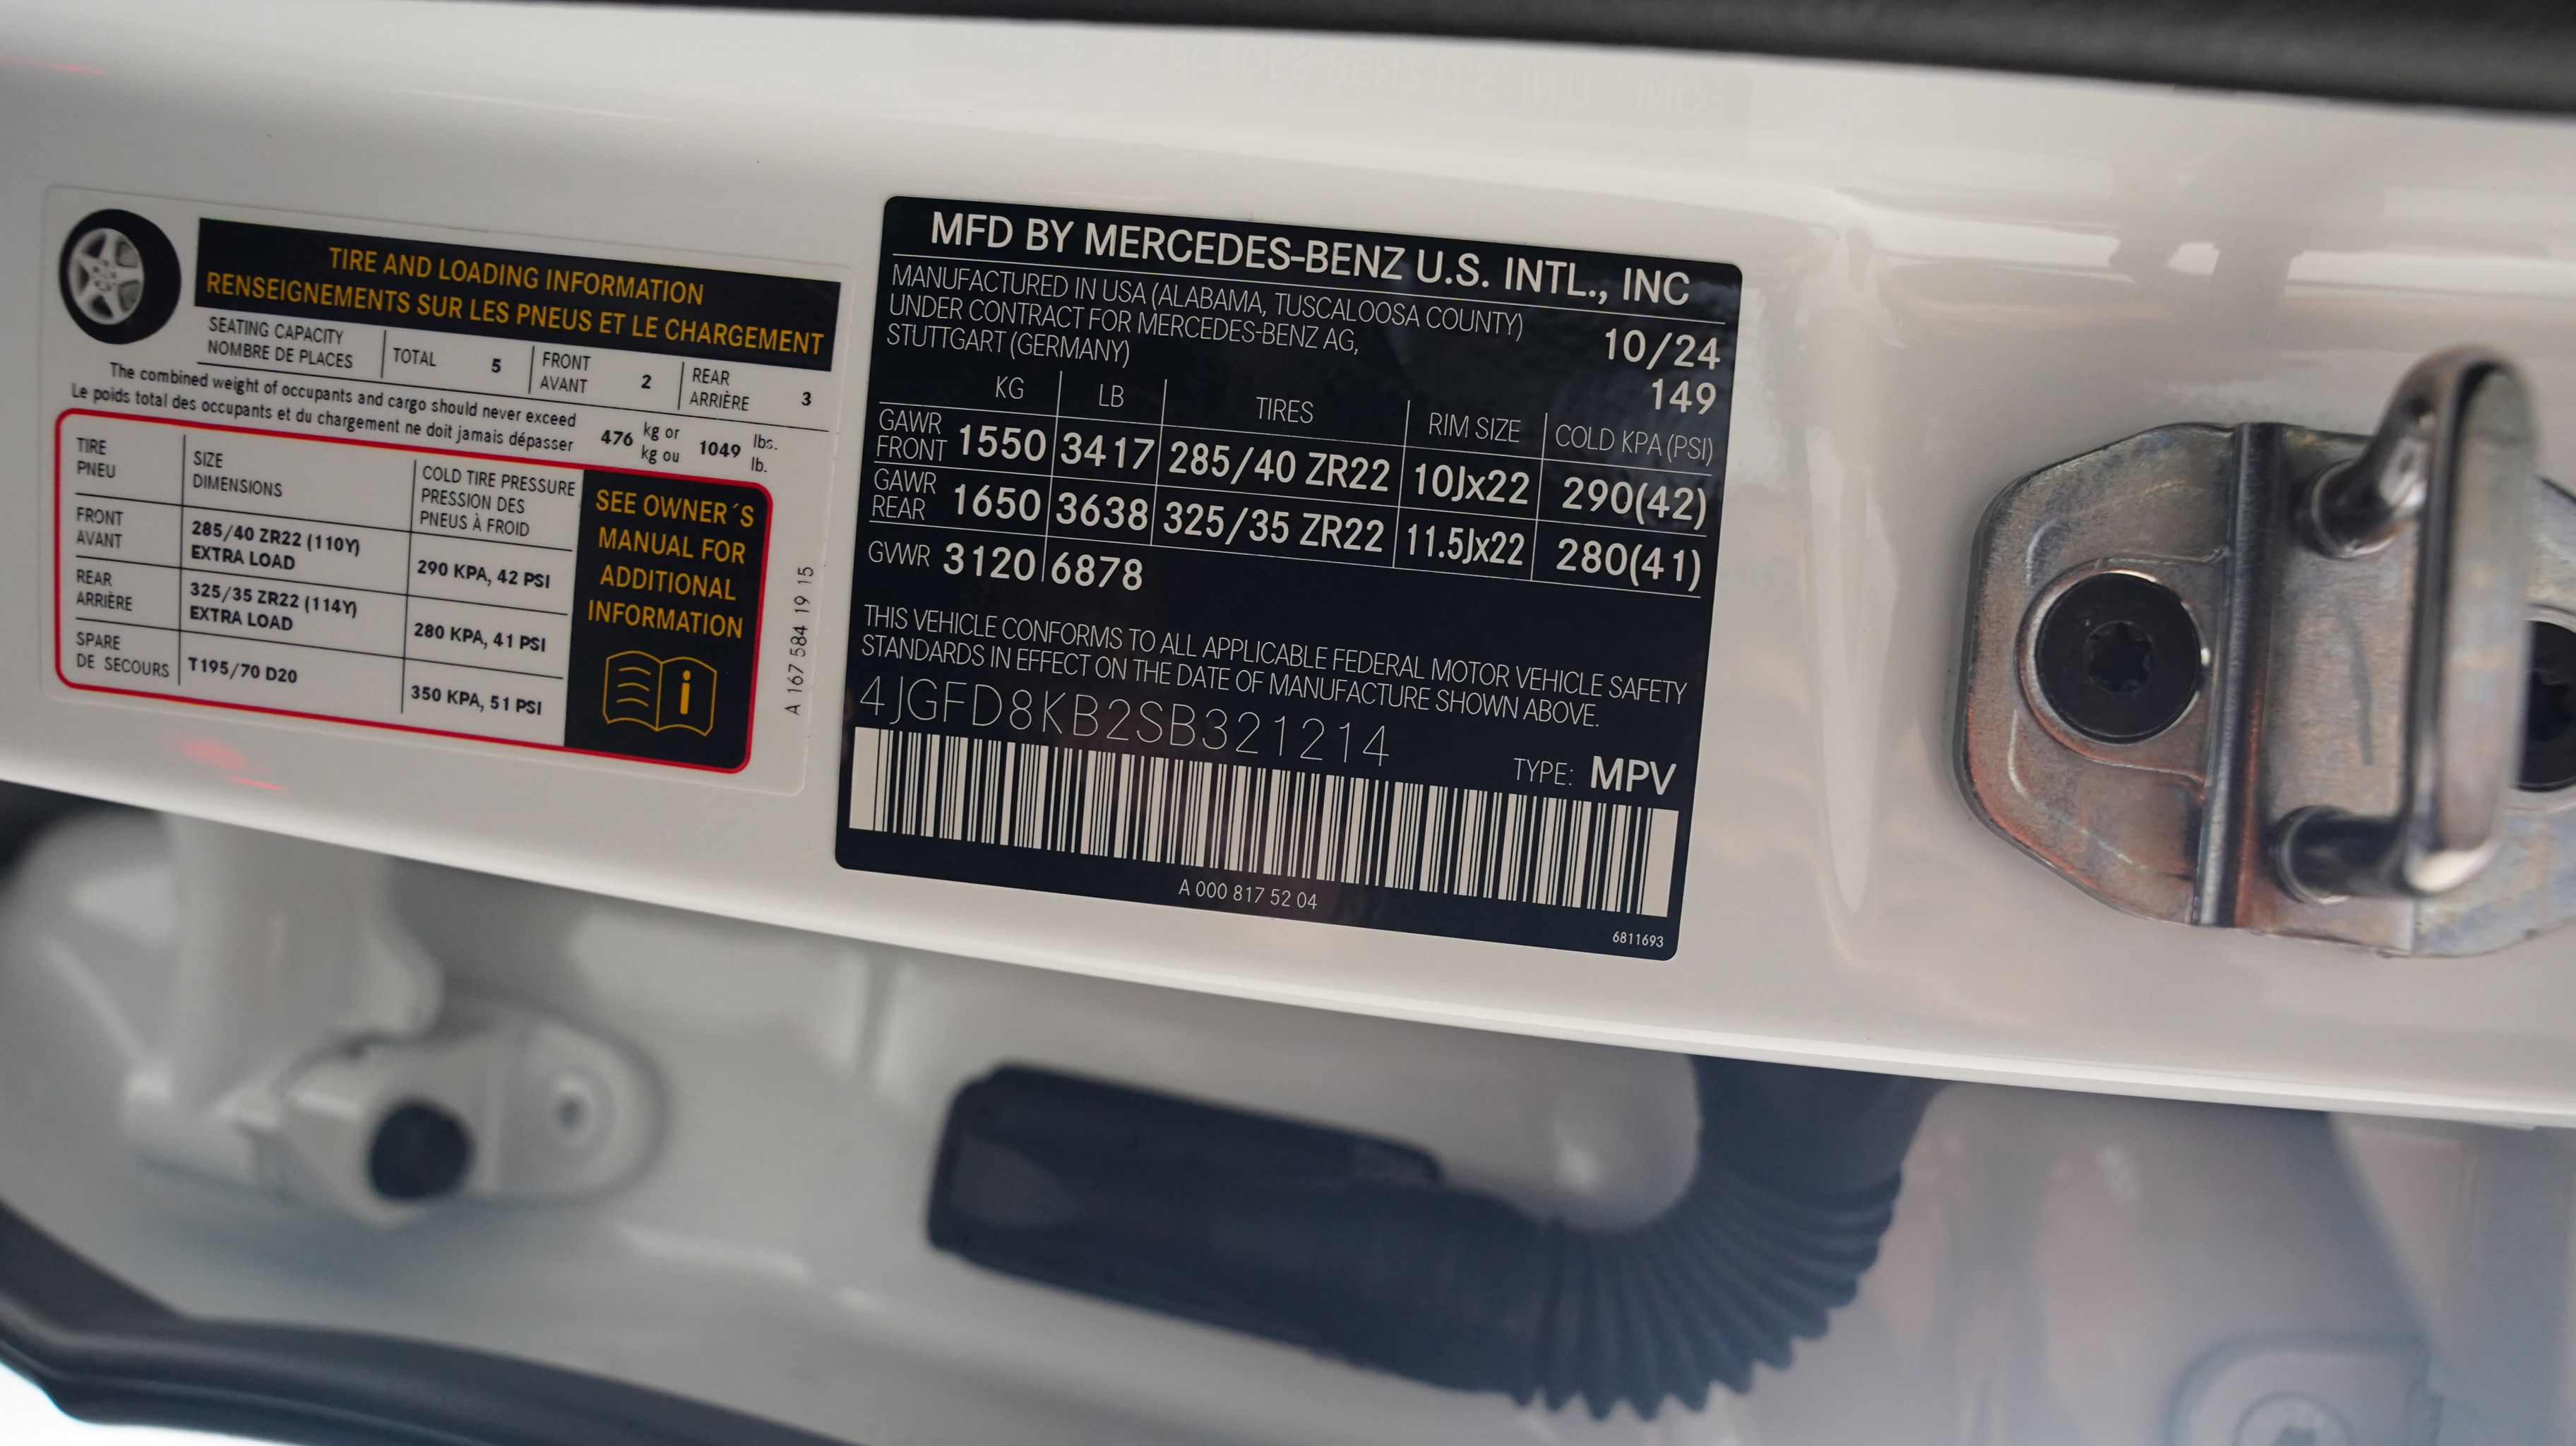 TIRE AND LOADING INFORMATION
RENSEIGNEMENTS SUR LES PNEUS ET LE CHARGEMENT
SEATING CAPACITY
NOMBRE DE PLACES
TOTAL 5
FRONT
AVANT 2
REAR
ARRIÈRE 3
The combined weight of occupants and cargo should never exceed
Le poids total des occupants et du chargement ne doit jamais dépasser
476 kg or
kg ou
1049 lbs.
lb.
TIRE
PNEU
SIZE
DIMENSIONS
COLD TIRE PRESSURE
PRESSION DES
PNEUS À FROID
FRONT
AVANT
285/40 ZR22 (110Y)
EXTRA LOAD
290 KPA, 42 PSI
REAR
ARRIÈRE
325/35 ZR22 (114Y)
EXTRA LOAD
280 KPA, 41 PSI
SPARE
DE SECOURS
T195/70 D20
350 KPA, 51 PSI
SEE OWNER´S
MANUAL FOR
ADDITIONAL
INFORMATION
A 167 584 19 15
MFD BY MERCEDES-BENZ U.S. INTL., INC
MANUFACTURED IN USA (ALABAMA, TUSCALOOSA COUNTY)
UNDER CONTRACT FOR MERCEDES-BENZ AG,
STUTTGART (GERMANY)
10/24
149
KG LB TIRES RIM SIZE COLD KPA (PSI)
GAWR
FRONT 1550 3417 285/40 ZR22 10Jx22 290(42)
GAWR
REAR 1650 3638 325/35 ZR22 11.5Jx22 280(41)
GVWR 3120 6878
THIS VEHICLE CONFORMS TO ALL APPLICABLE FEDERAL MOTOR VEHICLE SAFETY
STANDARDS IN EFFECT ON THE DATE OF MANUFACTURE SHOWN ABOVE.
4JGFD8KB2SB321214
TYPE: MPV
A 000 817 52 04
6811693